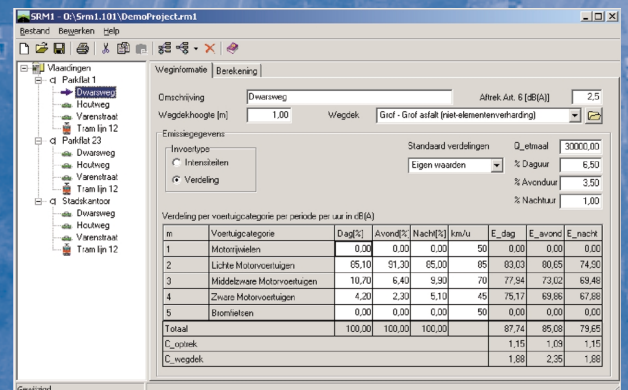 SRM1 - O:\Srm1.101\DemoProject.rm1
Bestand Bewerken Help
Vlaardingen
Parkflat 1
Dwarsweg
Houtweg
Varenstraat
Tram lijn 12
Parkflat 23
Dwarsweg
Houtweg
Varenstraat
Tram lijn 12
Stadskantoor
Dwarsweg
Houtweg
Varenstraat
Tram lijn 12
Weginformatie Berekening
Omschrijving Dwarsweg Aftrek Art. 6 [dB(A)] 2,5
Wegdekhoogte [m] 1,00 Wegdek Grof - Grof asfalt (niet-elementenverharding)
Emissiegegevens
Invoertype
Intensiteiten
Verdeling
Standaard verdelingen
Eigen waarden
Q_etmaal 30000,00
% Daguur 6,50
% Avonduur 3,50
% Nachtuur 1,00
Verdeling per voertuigcategorie per periode per uur in dB(A)
m Voertuigcategorie Dag[%] Avond[%] Nacht[%] km/u E_dag E_avond E_nacht
1 Motorrijwielen 0,00 0,00 0,00 50 0,00 0,00 0,00
2 Lichte Motorvoertuigen 85,10 91,30 85,00 85 83,03 80,65 74,90
3 Middelzware Motorvoertuigen 10,70 6,40 9,90 70 77,94 73,02 69,48
4 Zware Motorvoertuigen 4,20 2,30 5,10 45 75,17 69,86 67,88
5 Bromfietsen 0,00 0,00 0,00 50 0,00 0,00 0,00
Totaal 100,00 100,00 100,00 87,74 85,08 79,65
C_optrek 1,15 1,09 1,15
C_wegdek 1,88 2,35 1,88
Gewijzigd